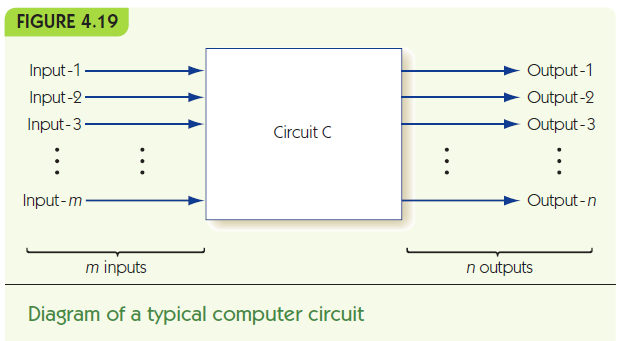 FIGURE 4.19
Input-1
Output-1
Input-2
Output-2
Input-3
Output-3
Circuit C
Input-m
Output-n
m inputs
n outputs
Diagram of a typical computer circuit